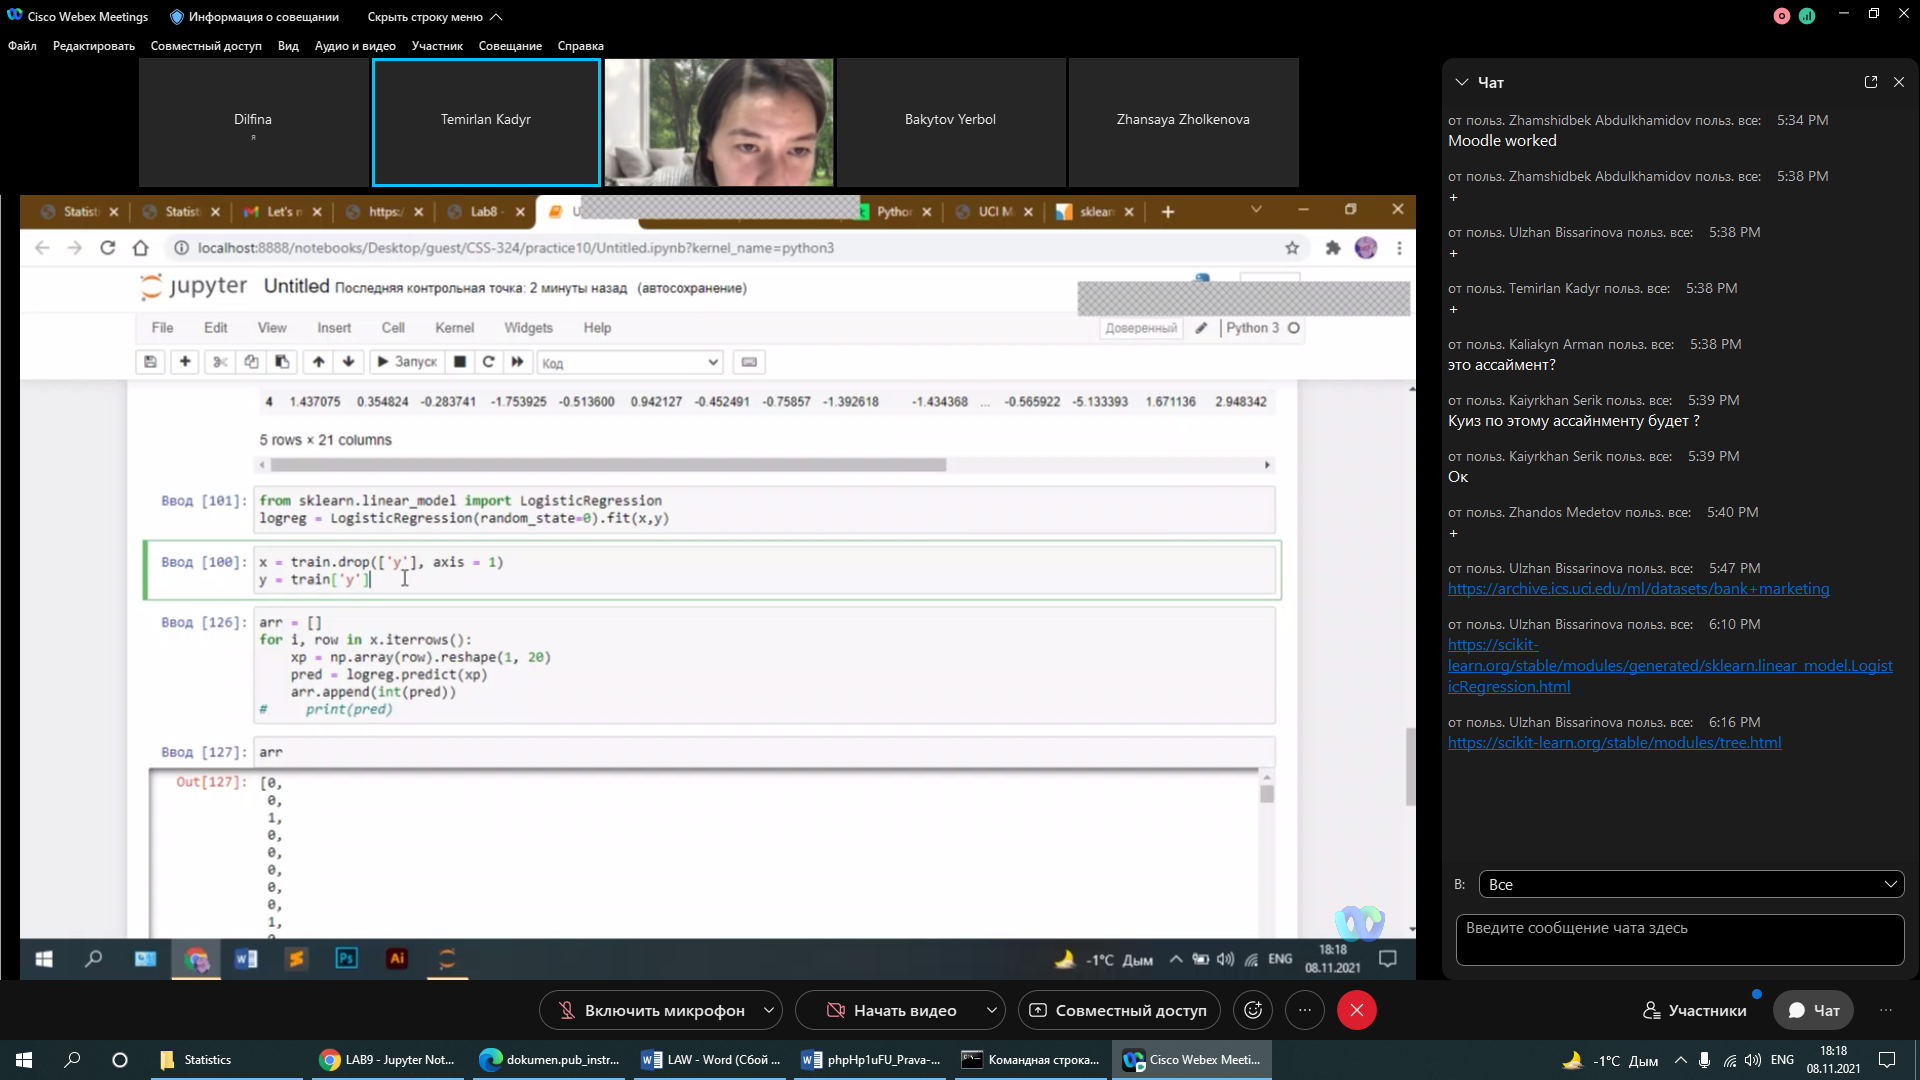 Cisco Webex Meetings
Информация о совещании
Скрыть строку меню
Файл Редактировать Совместный доступ Вид Аудио и видео Участник Совещание Справка
Dilfina
я
Temirlan Kadyr
Bakytov Yerbol
Zhansaya Zholkenova
Statist Statist Let's https:/ Lab8 - Python UCI M sklearn
localhost:8888/notebooks/Desktop/guest/CSS-324/practice10/Untitled.ipynb?kernel_name=python3
jupyter Untitled Последняя контрольная точка: 2 минуты назад (автосохранение)
File Edit View Insert Cell Kernel Widgets Help
Доверенный Python 3
Запуск Код
4 1.437075 0.354824 -0.283741 -1.753925 -0.513600 0.942127 -0.452491 -0.75857 -1.392618 -1.434368 ... -0.565922 -5.133393 1.671136 2.948342
5 rows × 21 columns
Ввод [101]: from sklearn.linear_model import LogisticRegression
logreg = LogisticRegression(random_state=0).fit(x,y)
Ввод [100]: x = train.drop(['y'], axis = 1)
y = train['y']
Ввод [126]: arr = []
for i, row in x.iterrows():
xp = np.array(row).reshape(1, 20)
pred = logreg.predict(xp)
arr.append(int(pred))
# print(pred)
Ввод [127]: arr
Out[127]: [0,
0,
1,
0,
0,
0,
0,
0,
1,
Ps Ai
-1°C Дым ENG 18:18
08.11.2021
Чат
от польз. Zhamshidbek Abdulkhamidov польз. все: 5:34 PM
Moodle worked
от польз. Zhamshidbek Abdulkhamidov польз. все: 5:38 PM
+
от польз. Ulzhan Bissarinova польз. все: 5:38 PM
+
от польз. Temirlan Kadyr польз. все: 5:38 PM
+
от польз. Kaliakyn Arman польз. все: 5:38 PM
это ассаймент?
от польз. Kaiyrkhan Serik польз. все: 5:39 PM
Куиз по этому ассайнменту будет ?
от польз. Kaiyrkhan Serik польз. все: 5:39 PM
Ок
от польз. Zhandos Medetov польз. все: 5:40 PM
+
от польз. Ulzhan Bissarinova польз. все: 5:47 PM
https://archive.ics.uci.edu/ml/datasets/bank+marketing
от польз. Ulzhan Bissarinova польз. все: 6:10 PM
https://scikit-
learn.org/stable/modules/generated/sklearn.linear_model.Logist
icRegression.html
от польз. Ulzhan Bissarinova польз. все: 6:16 PM
https://scikit-learn.org/stable/modules/tree.html
В: Все
Введите сообщение чата здесь
Включить микрофон
Начать видео
Совместный доступ
Участники
Чат
Statistics
LAB9 - Jupyter Not...
dokumen.pub_instr...
LAW - Word (Сбой ...
phpHp1uFU_Prava-...
Командная строка...
Cisco Webex Meeti...
-1°C Дым ENG 18:18
08.11.2021